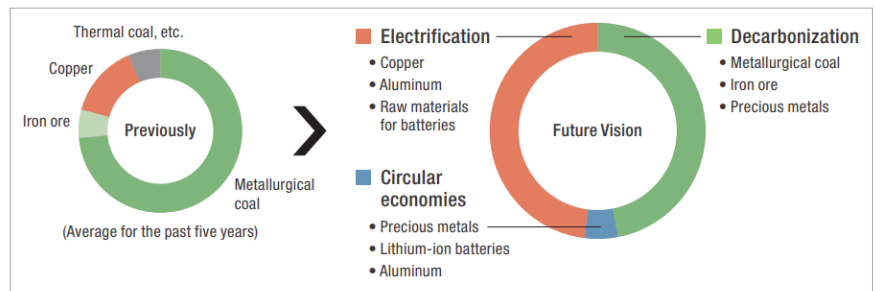 Thermal coal, etc.
Copper
Iron ore
Previously
Metallurgical
coal
(Average for the past five years)
Electrification
• Copper
• Aluminum
• Raw materials
for batteries
Circular
economies
• Precious metals
• Lithium-ion batteries
• Aluminum
Future Vision
Decarbonization
• Metallurgical coal
• Iron ore
• Precious metals